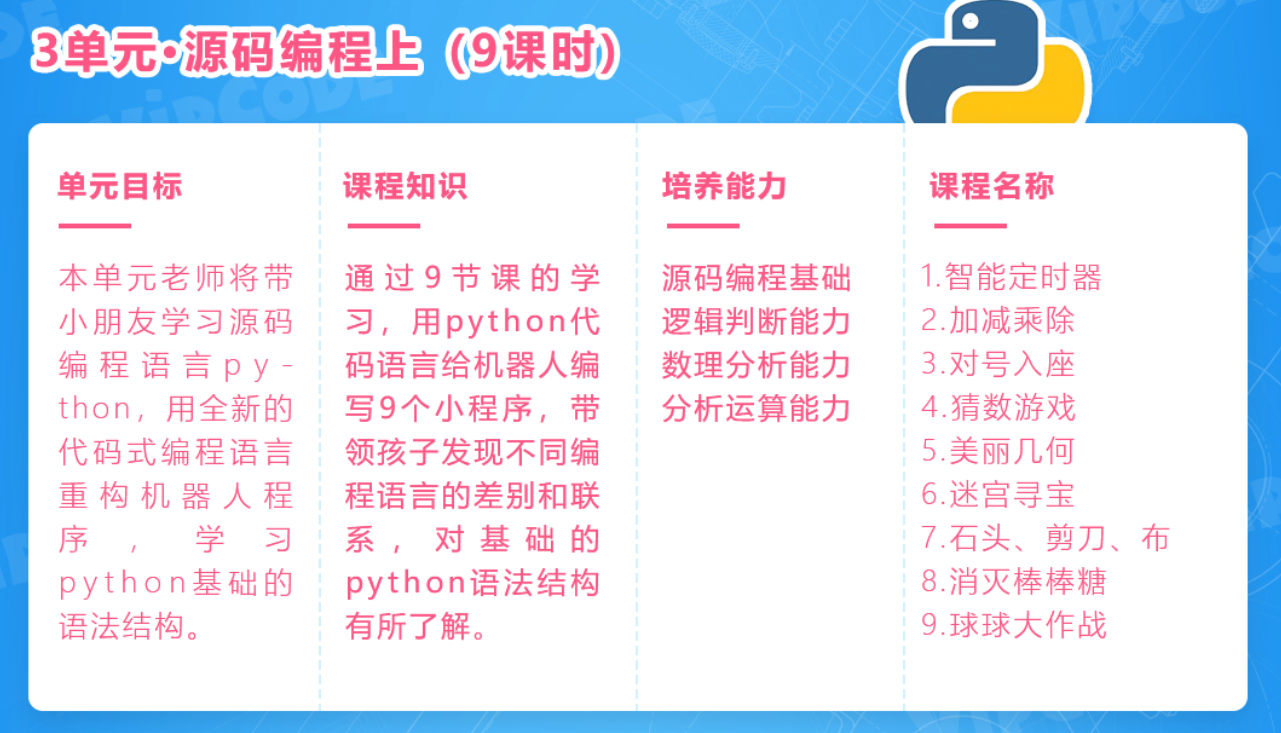 3单元·源码编程上（9课时）
单元目标
本单元老师将带
小朋友学习源码
编程语言py-
thon，用全新的
代码式编程语言
重构机器人程
序，学习
python基础的
语法结构。
课程知识
通过9节课的学
习，用python代
码语言给机器人编
写9个小程序，带
领孩子发现不同编
程语言的差别和联
系，对基础的
python语法结构
有所了解。
培养能力
源码编程基础
逻辑判断能力
数理分析能力
分析运算能力
课程名称
1.智能定时器
2.加减乘除
3.对号入座
4.猜数游戏
5.美丽几何
6.迷宫寻宝
7.石头、剪刀、布
8.消灭棒棒糖
9.球球大作战